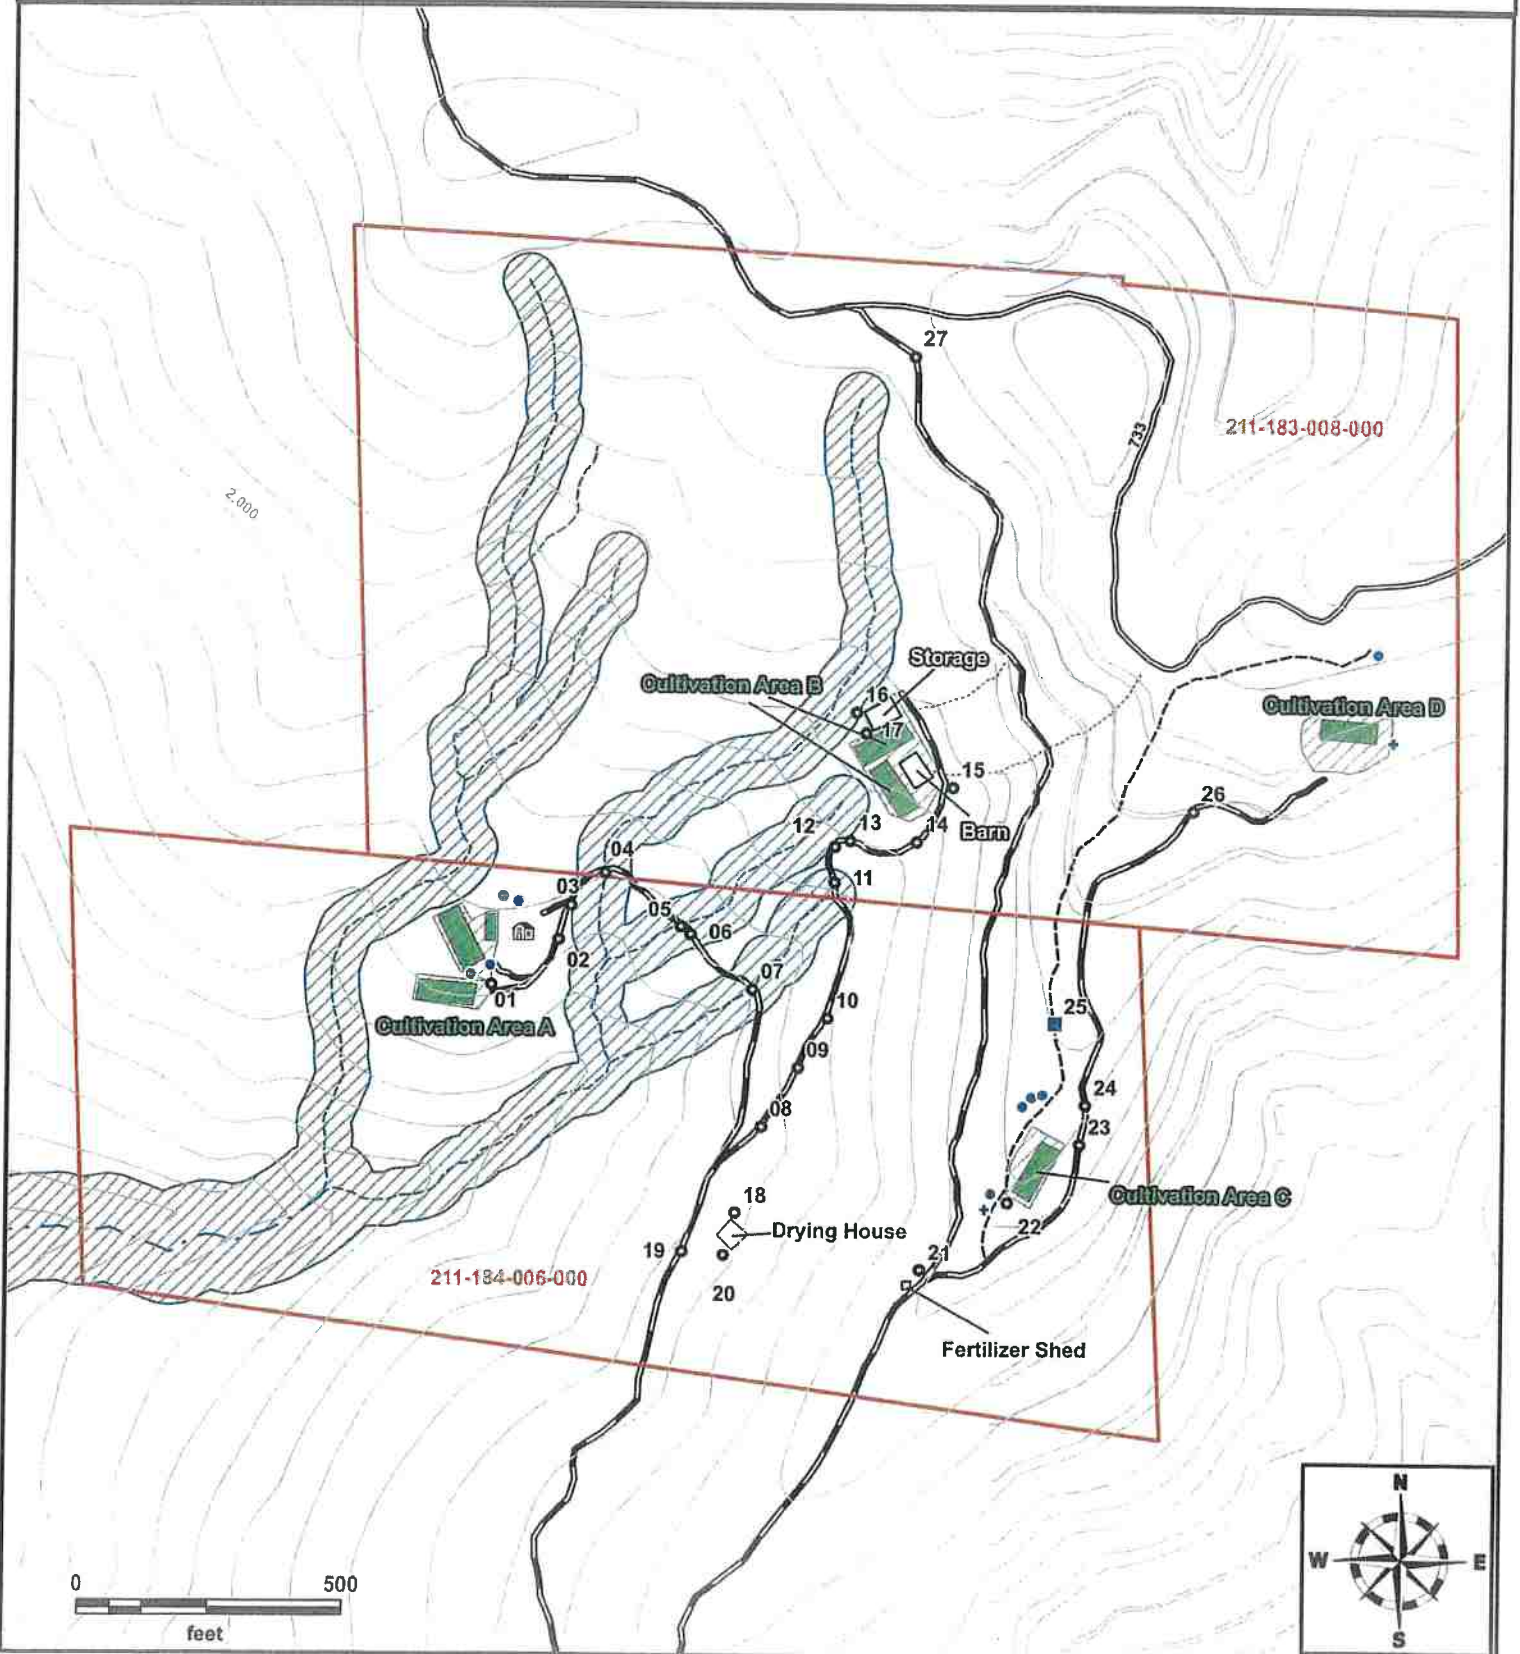 27
211-183-008-000
733
2,000
Storage
Cultivation Area B
16
17
Cultivation Area D
15
26
12
13
14
Barn
04
03
11
05
06
02
07
01
10
25
Cultivation Area A
09
24
08
23
18
Cultivation Area C
Drying House
22
19
21
211-184-006-000
20
Fertilizer Shed
N
W
E
S
0
500
feet